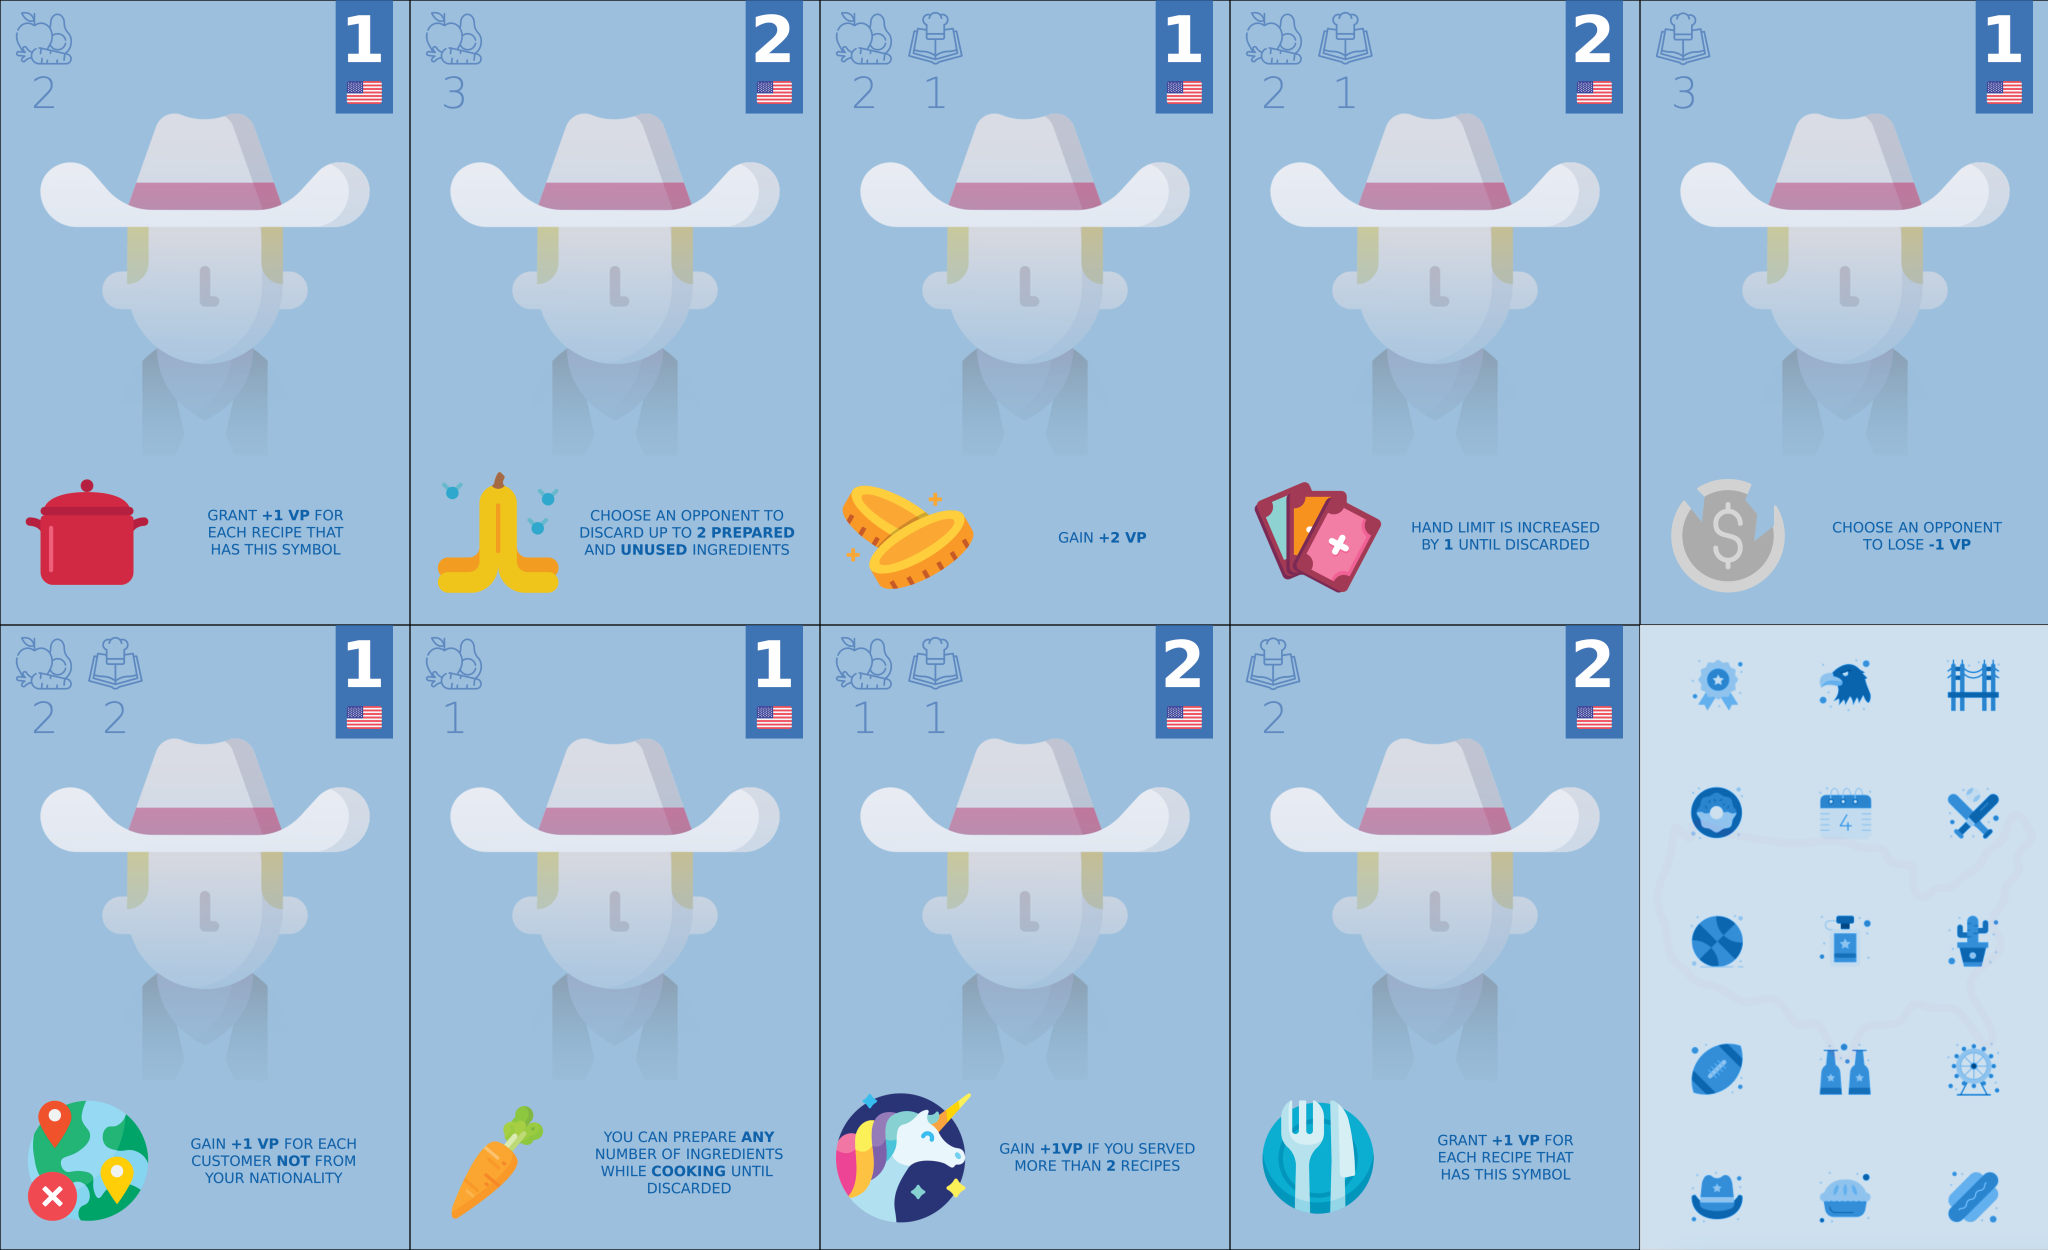 1
2
GRANT +1 VP FOR
EACH RECIPE THAT
HAS THIS SYMBOL
2
3
CHOOSE AN OPPONENT TO
DISCARD UP TO 2 PREPARED
AND UNUSED INGREDIENTS
1
2 1
GAIN +2 VP
2
2 1
HAND LIMIT IS INCREASED
BY 1 UNTIL DISCARDED
1
3
$
CHOOSE AN OPPONENT
TO LOSE -1 VP
1
2 2
GAIN +1 VP FOR EACH
CUSTOMER NOT FROM
YOUR NATIONALITY
1
1
YOU CAN PREPARE ANY
NUMBER OF INGREDIENTS
WHILE COOKING UNTIL
DISCARDED
2
1 1
GAIN +1VP IF YOU SERVED
MORE THAN 2 RECIPES
2
2
GRANT +1 VP FOR
EACH RECIPE THAT
HAS THIS SYMBOL
4